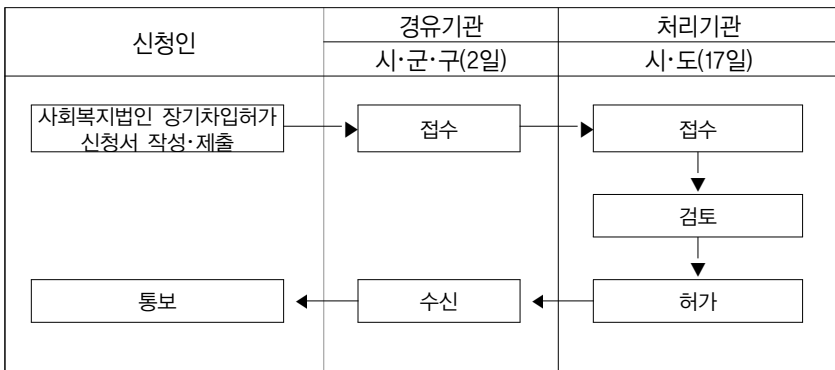 신청인
경유기관
처리기관
시·군·구(2일)
시·도(17일)
사회복지법인 장기차입허가
신청서 작성·제출
접수
접수
검토
통보
수신
허가